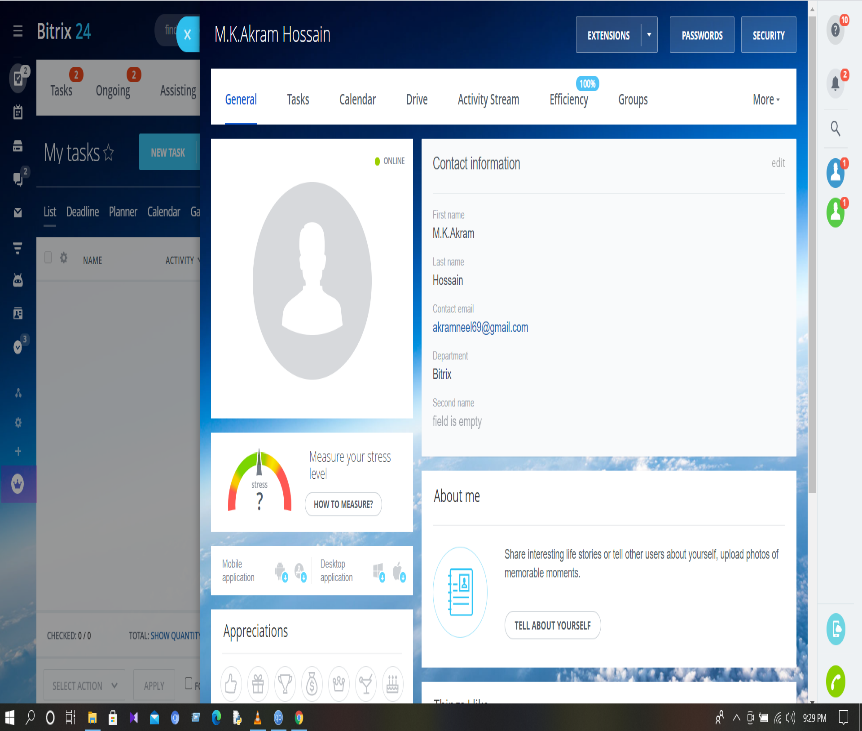 Bitrix 24
find
M.K.Akram Hossain
EXTENSIONS
PASSWORDS
SECURITY
10
2
2
2
Tasks
2
Ongoing
Assisting
General
Tasks
Calendar
Drive
Activity Stream
100%
Efficiency
Groups
More
My tasks
NEW TASK
ONLINE
Contact information
edit
1
1
2
3
List
Deadline
Planner
Calendar
Ga
NAME
ACTIVITY
First name
M.K.Akram
Last name
Hossain
Contact email
akramneel69@gmail.com
Department
Bitrix
Second name
field is empty
stress
?
Measure your stress
level
HOW TO MEASURE?
About me
Share interesting life stories or tell other users about yourself, upload photos of
memorable moments.
TELL ABOUT YOURSELF
Mobile
application
Desktop
application
Appreciations
CHECKED: 0 / 0
TOTAL: SHOW QUANTITY
SELECT ACTION
APPLY
Things I like
9:29 PM